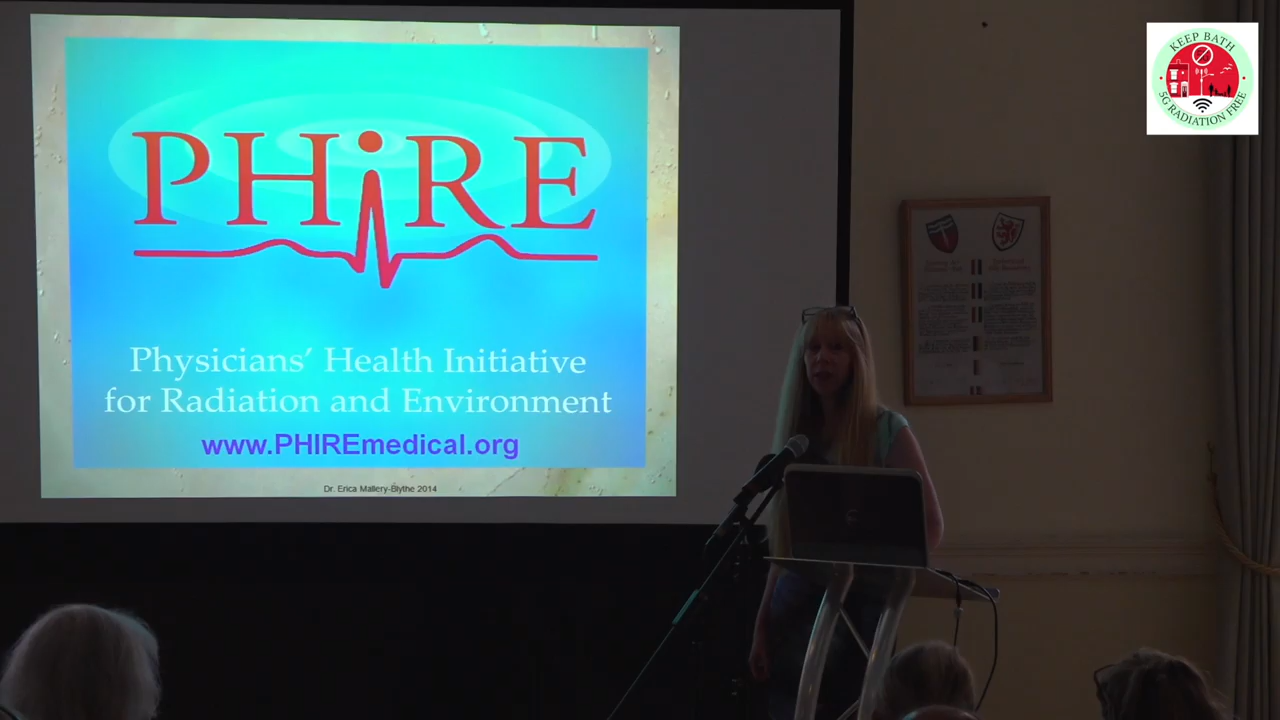 PHiRE
Physicians' Health Initiative
for Radiation and Environment
www.PHIREmedical.org
Dr. Erica Mallery-Blythe 2014
KEEP BATH
5G RADIATION FREE